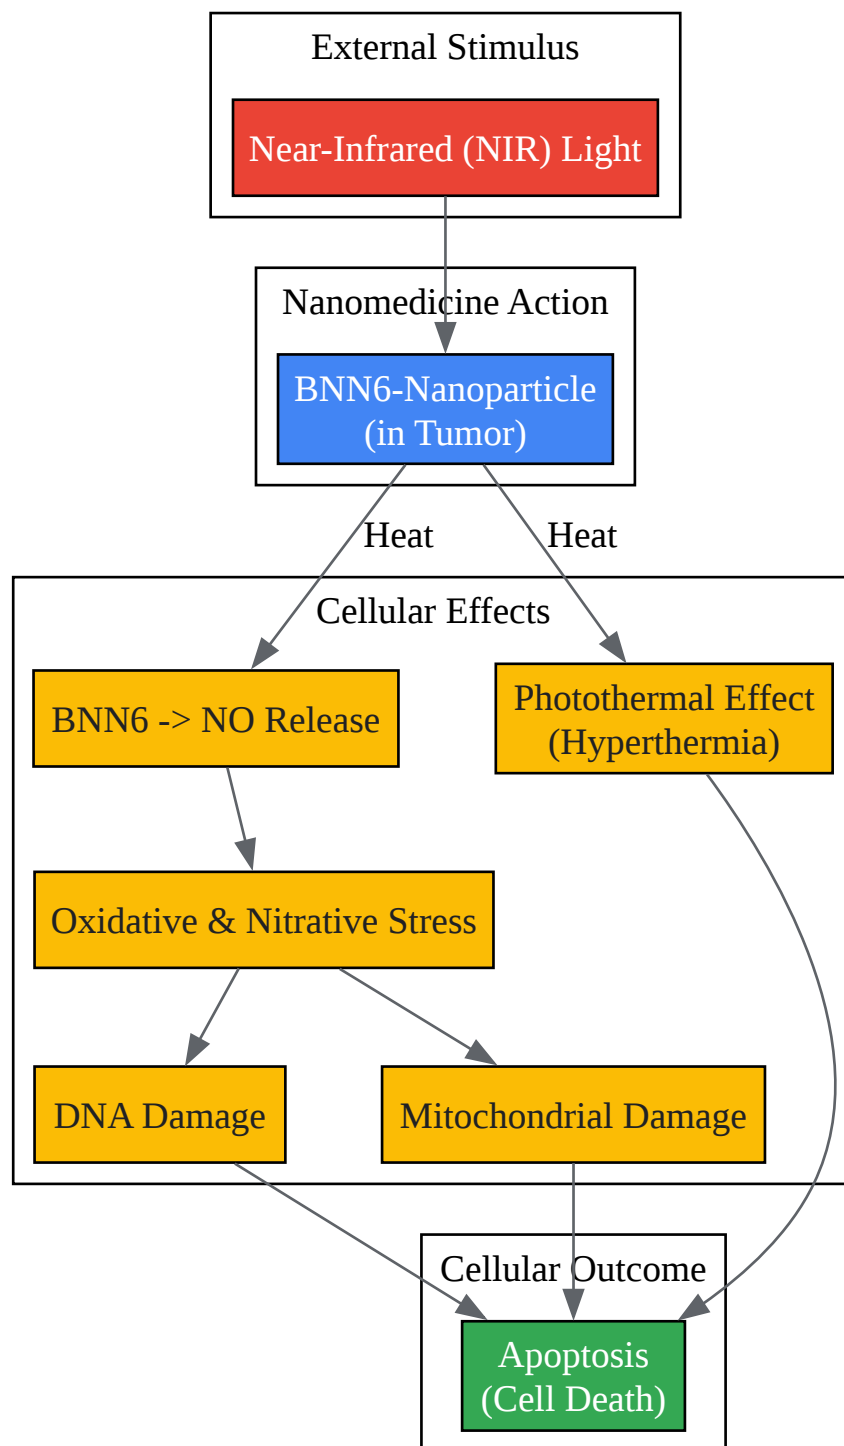 External Stimulus
Near-Infrared (NIR) Light
Nanomedicine Action
BNN6-Nanoparticle
(in Tumor)
Heat
Heat
Cellular Effects
BNN6 -> NO Release
Photothermal Effect
(Hyperthermia)
Oxidative & Nitrative Stress
DNA Damage
Mitochondrial Damage
Cellular Outcome
Apoptosis
(Cell Death)